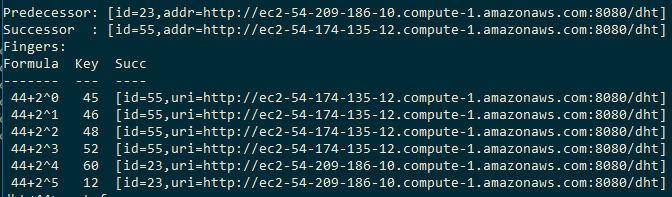 Predecessor: [id=23,addr=http://ec2-54-209-186-10.compute-1.amazonaws.com:8080/dht]
Successor  : [id=55,addr=http://ec2-54-174-135-12.compute-1.amazonaws.com:8080/dht]
Fingers:
Formula  Key  Succ
-------  ---  ----
44+2^0   45  [id=55,uri=http://ec2-54-174-135-12.compute-1.amazonaws.com:8080/dht]
44+2^1   46  [id=55,uri=http://ec2-54-174-135-12.compute-1.amazonaws.com:8080/dht]
44+2^2   48  [id=55,uri=http://ec2-54-174-135-12.compute-1.amazonaws.com:8080/dht]
44+2^3   52  [id=55,uri=http://ec2-54-174-135-12.compute-1.amazonaws.com:8080/dht]
44+2^4   60  [id=23,uri=http://ec2-54-209-186-10.compute-1.amazonaws.com:8080/dht]
44+2^5   12  [id=23,uri=http://ec2-54-209-186-10.compute-1.amazonaws.com:8080/dht]